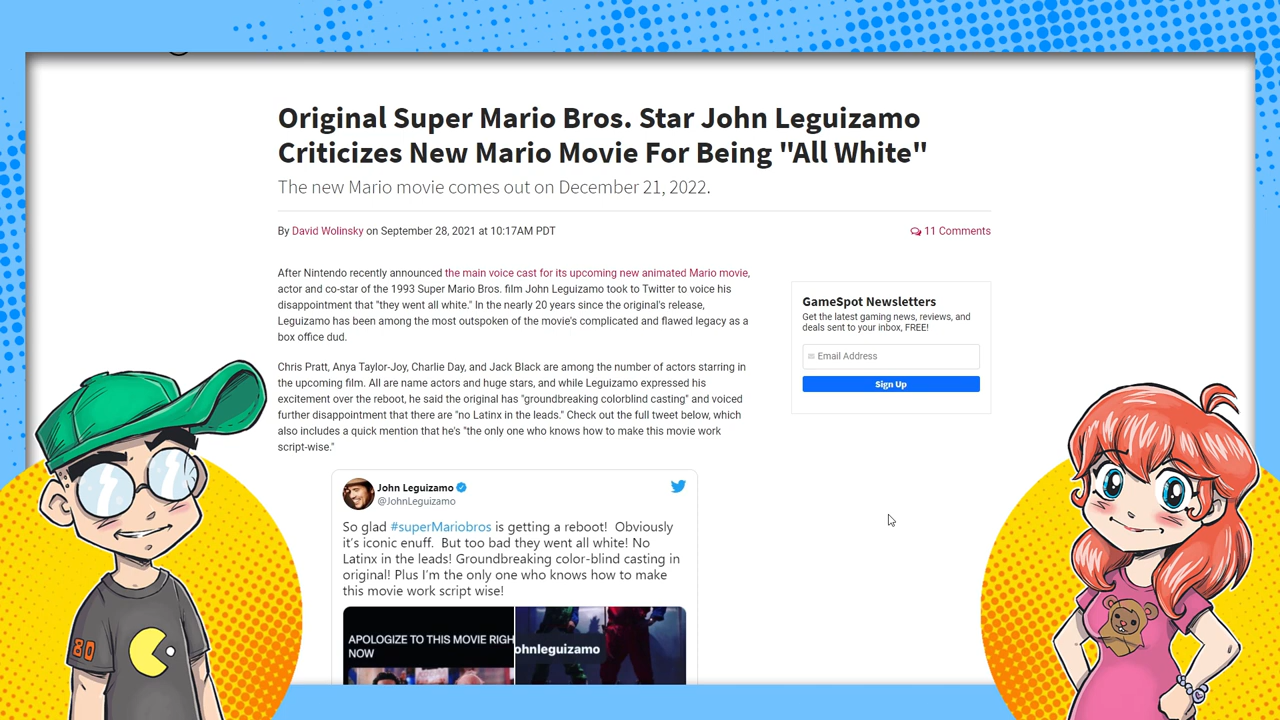 Original Super Mario Bros. Star John Leguizamo
Criticizes New Mario Movie For Being "All White"
The new Mario movie comes out on December 21, 2022.
By David Wolinsky on September 28, 2021 at 10:17AM PDT
11 Comments
After Nintendo recently announced the main voice cast for its upcoming new animated Mario movie,
actor and co-star of the 1993 Super Mario Bros. film John Leguizamo took to Twitter to voice his
disappointment that "they went all white." In the nearly 20 years since the original's release,
Leguizamo has been among the most outspoken of the movie's complicated and flawed legacy as a
box office dud.
Chris Pratt, Anya Taylor-Joy, Charlie Day, and Jack Black are among the number of actors starring in
the upcoming film. All are name actors and huge stars, and while Leguizamo expressed his
excitement over the reboot, he said the original has "groundbreaking colorblind casting" and voiced
further disappointment that there are "no Latinx in the leads." Check out the full tweet below, which
also includes a quick mention that he's "the only one who knows how to make this movie work
script-wise."
GameSpot Newsletters
Get the latest gaming news, reviews, and
deals sent to your inbox, FREE!
Email Address
Sign Up
John Leguizamo
@JohnLeguizamo
So glad #superMariobros is getting a reboot! Obviously
it's iconic enuff. But too bad they went all white! No
Latinx in the leads! Groundbreaking color-blind casting in
original! Plus I'm the only one who knows how to make
this movie work script wise!
APOLOGIZE TO THIS MOVIE RIGH
NOW
ohnleguizamo
80